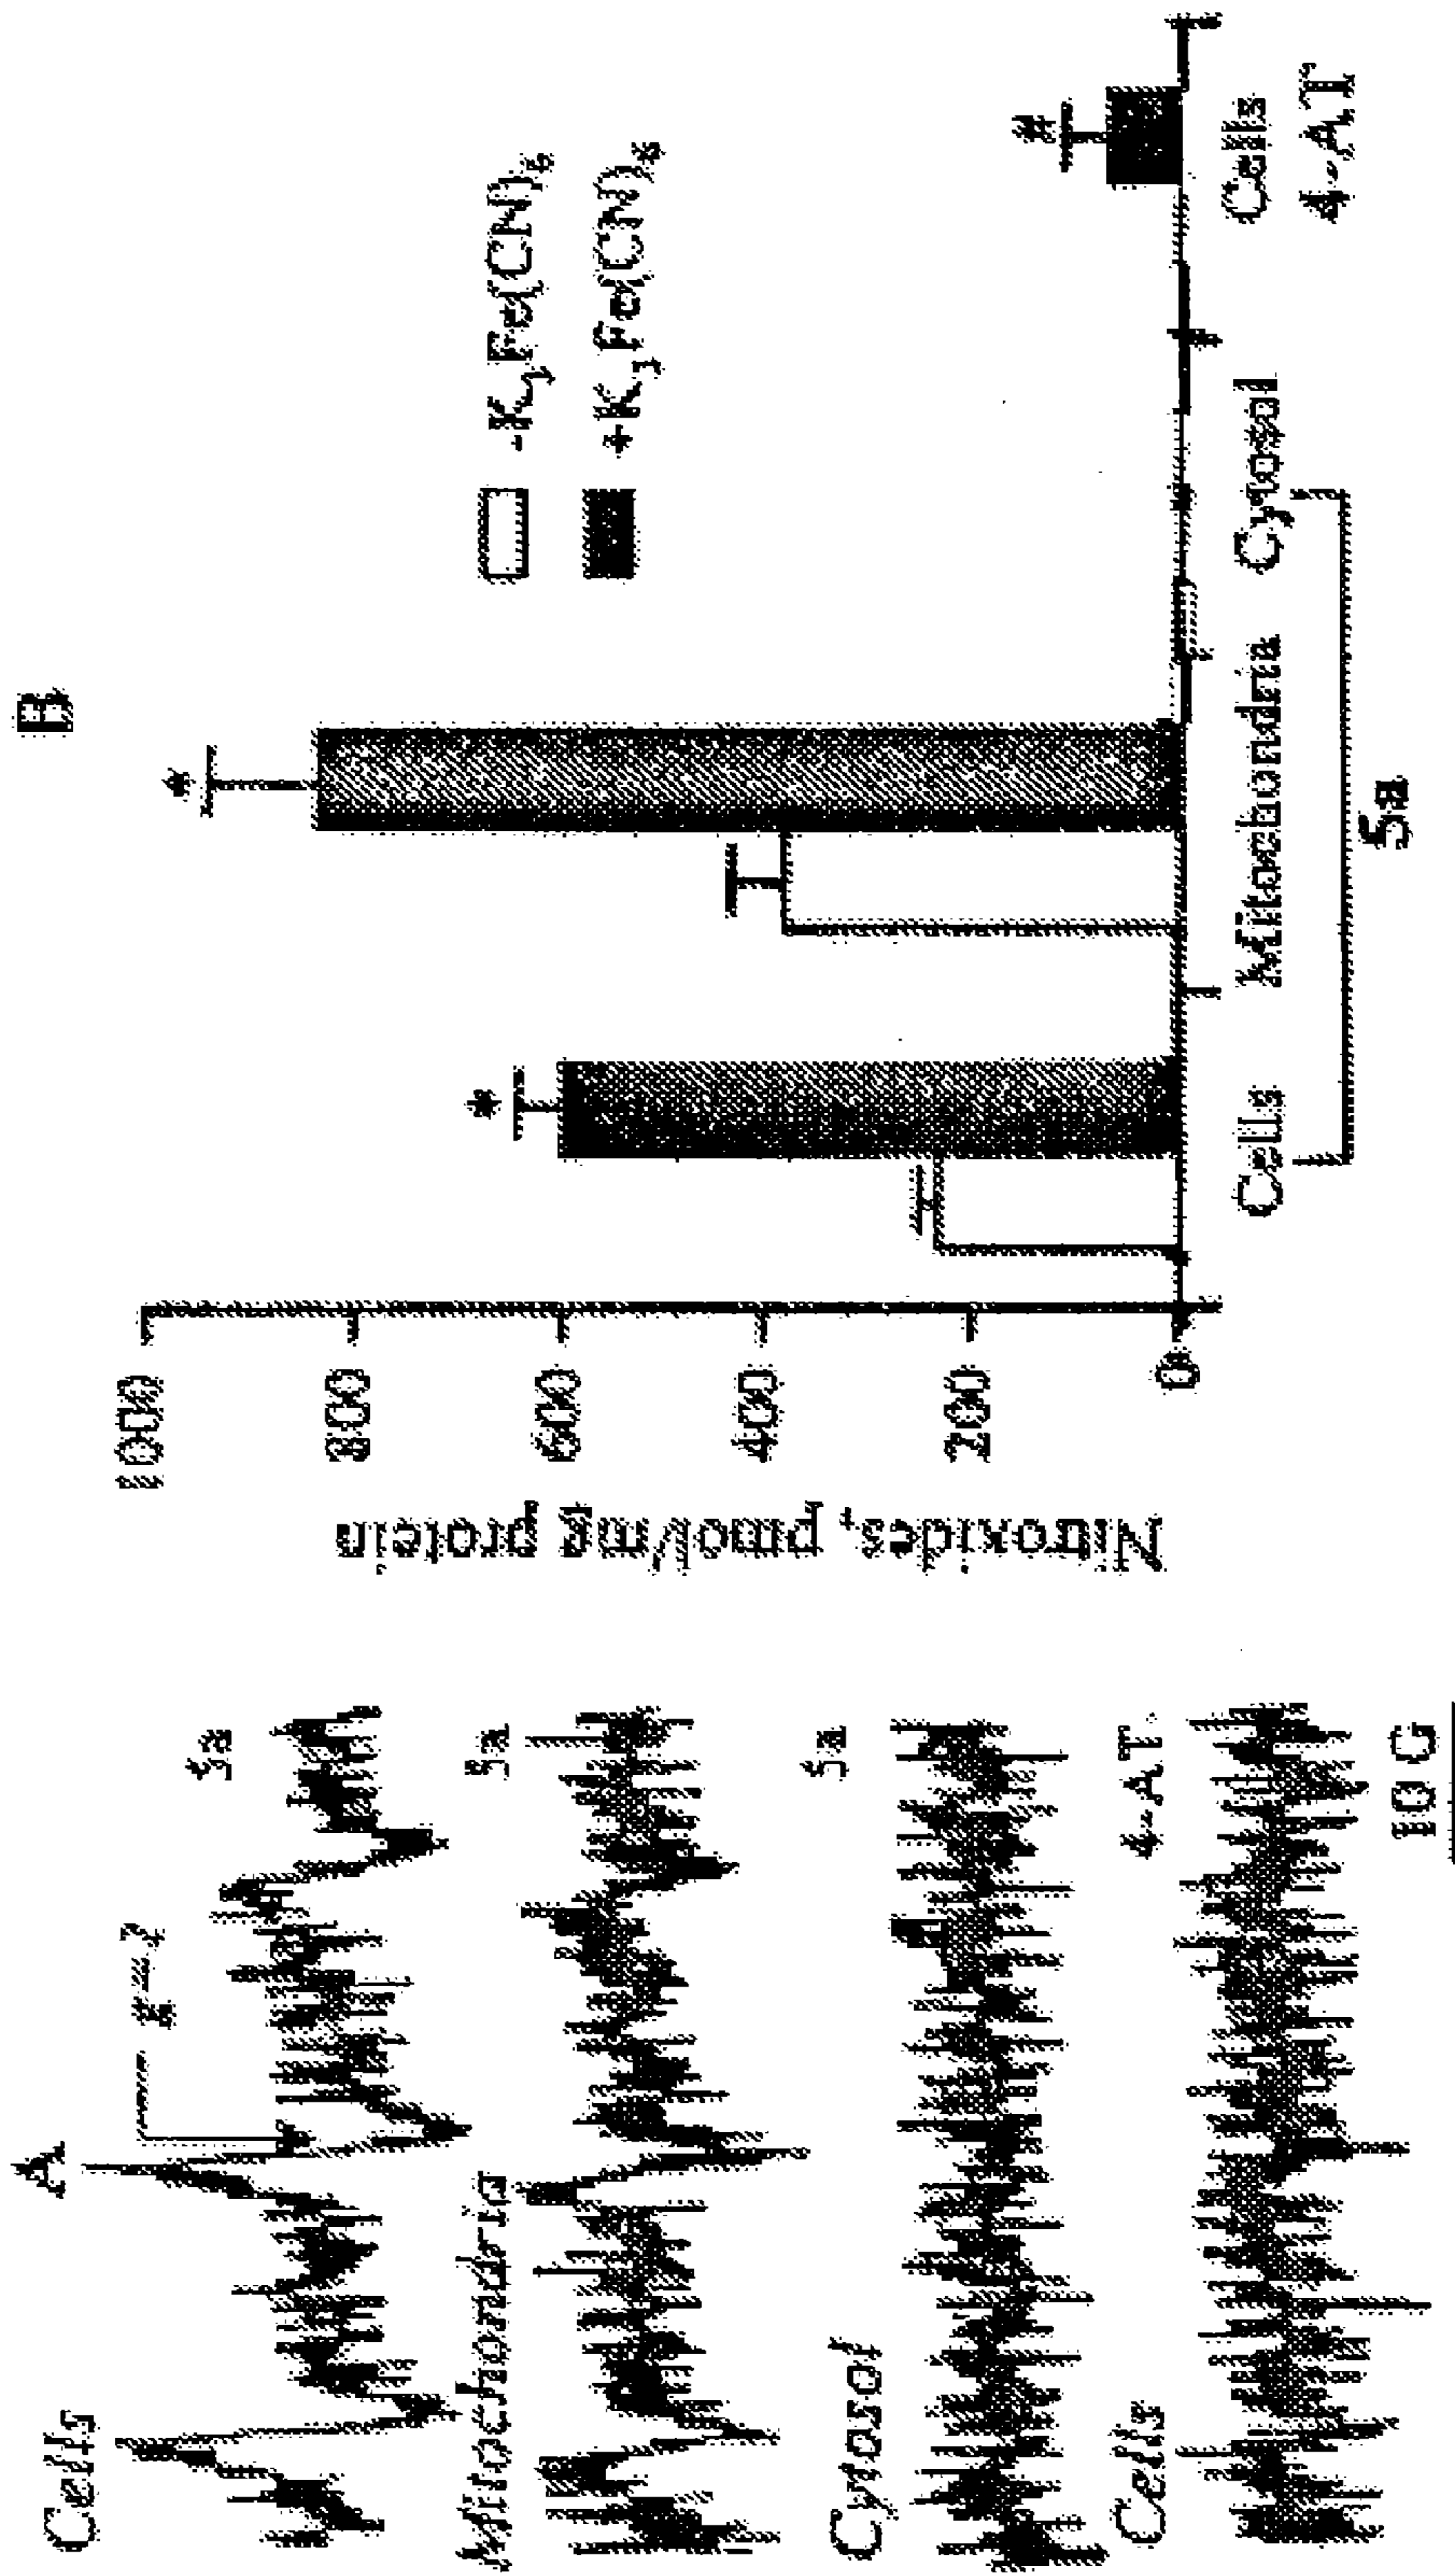 A
Cells
5a
g=2
Mitochondria
5a
Cytosol
5a
Cells
4-AT
10 G
B
Nitroxides, pmol/mg protein
1000
800
600
400
200
0
-K3Fe(CN)6
+K3Fe(CN)6
*
*
#
Cells Mitochondria Cytosol Cells
5a 4-AT